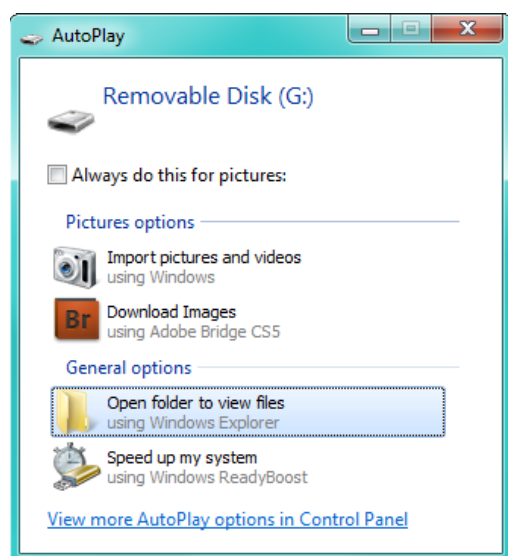 AutoPlay
Removable Disk (G:)
Always do this for pictures:
Pictures options
Import pictures and videos
using Windows
Br
Download Images
using Adobe Bridge CS5
General options
Open folder to view files
using Windows Explorer
Speed up my system
using Windows ReadyBoost
View more AutoPlay options in Control Panel